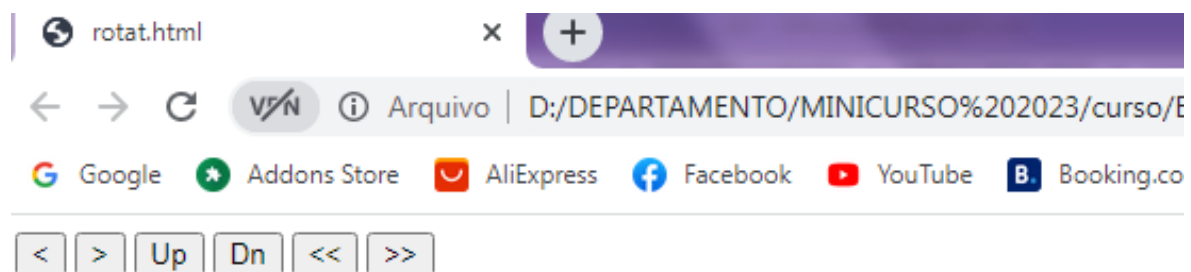 rotat.html
VPN Arquivo D:/DEPARTAMENTO/MINICURSO%202023/curso/E
Google Addons Store AliExpress Facebook YouTube B. Booking.co
< > Up Dn << >>